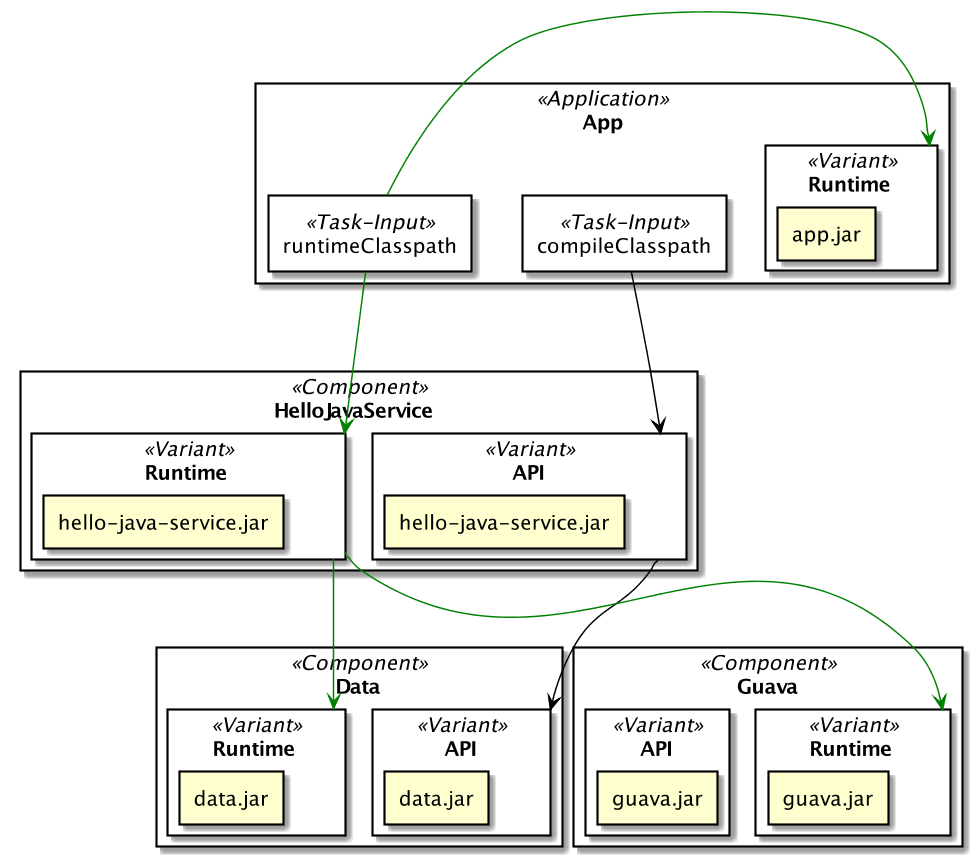 «Application»
App
«Variant»
Runtime
app.jar
«Task-Input»
runtimeClasspath
«Task-Input»
compileClasspath
«Component»
HelloJavaService
«Variant»
Runtime
hello-java-service.jar
«Variant»
API
hello-java-service.jar
«Component»
Data
«Variant»
Runtime
data.jar
«Variant»
API
data.jar
«Component»
Guava
«Variant»
API
guava.jar
«Variant»
Runtime
guava.jar